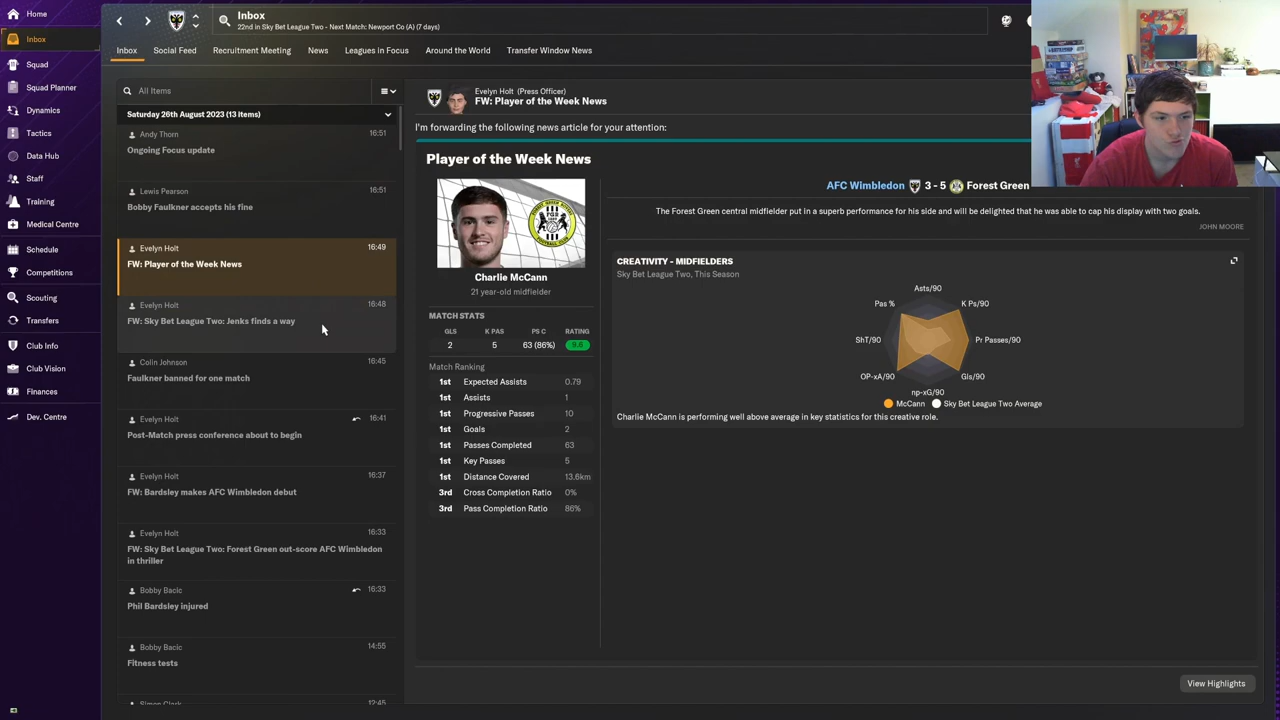 Home
Inbox
22nd in Sky Bet League Two - Next Match: Newport Co (A) (7 days)
Inbox
Squad
Squad Planner
Dynamics
Tactics
Data Hub
Staff
Training
Medical Centre
Schedule
Competitions
Scouting
Transfers
Club Info
Club Vision
Finances
Dev. Centre
Inbox Social Feed Recruitment Meeting News Leagues in Focus Around the World Transfer Window News
All Items
Saturday 26th August 2023 (13 items)
Andy Thorn 16:51
Ongoing Focus update
Lewis Pearson 16:51
Bobby Faulkner accepts his fine
Evelyn Holt 16:49
FW: Player of the Week News
Evelyn Holt 16:48
FW: Sky Bet League Two: Jenks finds a way
Colin Johnson 16:45
Faulkner banned for one match
Evelyn Holt 16:41
Post-Match press conference about to begin
Evelyn Holt 16:37
FW: Bardsley makes AFC Wimbledon debut
Evelyn Holt 16:33
FW: Sky Bet League Two: Forest Green out-score AFC Wimbledon
in thriller
Bobby Bacic 16:33
Phil Bardsley injured
Bobby Bacic 14:55
Fitness tests
Simon Clark 12:45
Evelyn Holt (Press Officer)
FW: Player of the Week News
I'm forwarding the following news article for your attention:
Player of the Week News
Charlie McCann
21 year-old midfielder
MATCH STATS
GLS K PAS PS C RATING
2 5 63 (86%) 9.6
Match Ranking
1st Expected Assists 0.79
1st Assists 1
1st Progressive Passes 10
1st Goals 2
1st Passes Completed 63
1st Key Passes 5
1st Distance Covered 13.6km
3rd Cross Completion Ratio 0%
3rd Pass Completion Ratio 86%
AFC Wimbledon 3 - 5 Forest Green
The Forest Green central midfielder put in a superb performance for his side and will be delighted that he was able to cap his display with two goals.
JOHN MOORE
CREATIVITY - MIDFIELDERS
Sky Bet League Two, This Season
Asts/90
Pas % K Ps/90
ShT/90 Pr Passes/90
OP-xA/90 Gls/90
np-xG/90
McCann Sky Bet League Two Average
Charlie McCann is performing well above average in key statistics for this creative role.
View Highlights